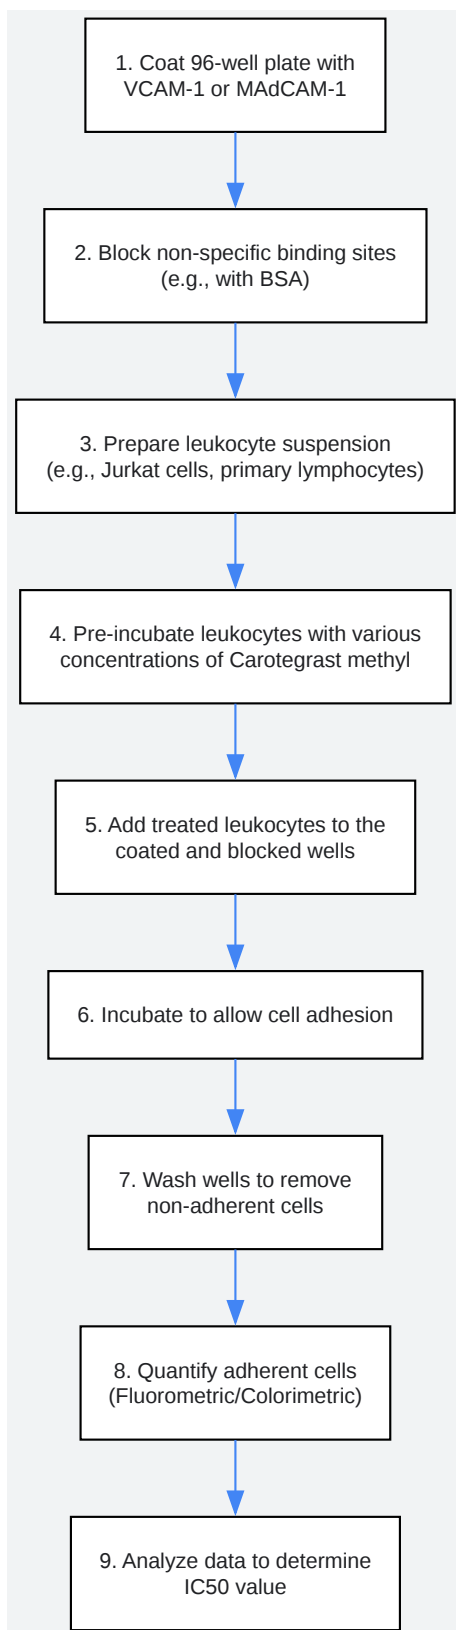 1. Coat 96-well plate with
VCAM-1 or MAdCAM-1
2. Block non-specific binding sites
(e.g., with BSA)
3. Prepare leukocyte suspension
(e.g., Jurkat cells, primary lymphocytes)
4. Pre-incubate leukocytes with various
concentrations of Carotegrast methyl
5. Add treated leukocytes to the
coated and blocked wells
6. Incubate to allow cell adhesion
7. Wash wells to remove
non-adherent cells
8. Quantify adherent cells
(Fluorometric/Colorimetric)
9. Analyze data to determine
IC50 value